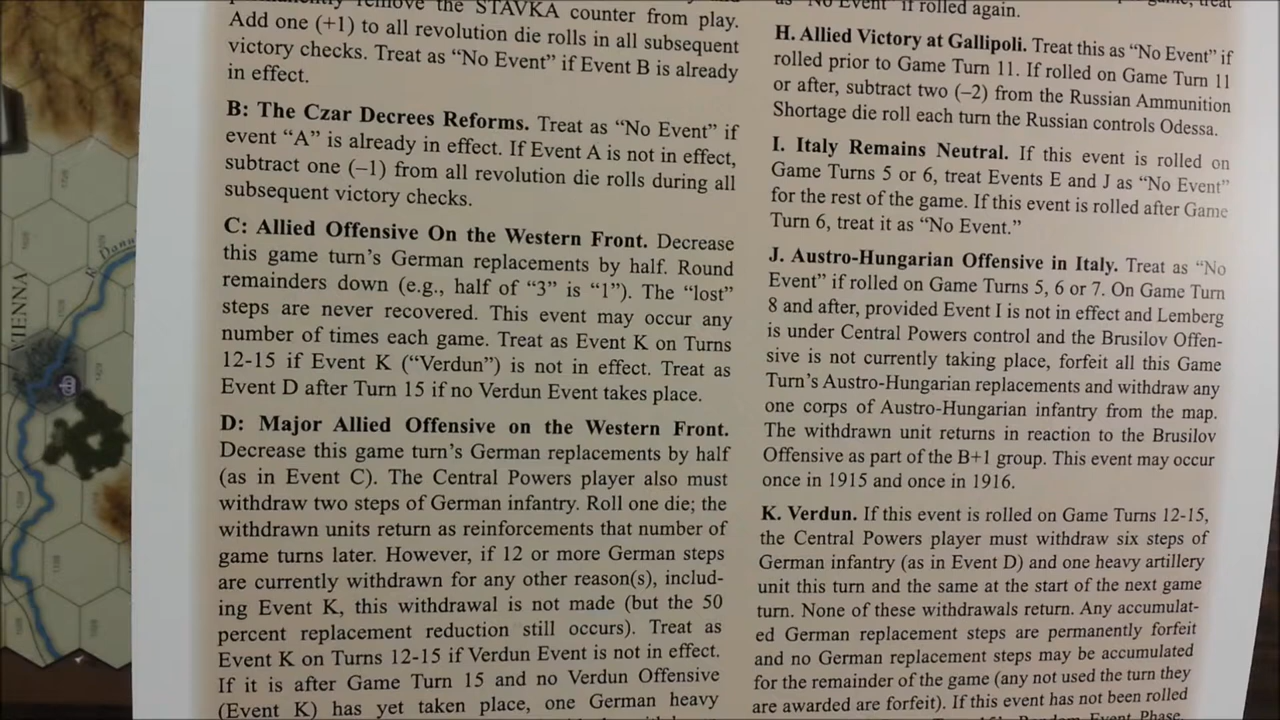 remove the STAVKA counter from play.
Add one (+1) to all revolution die rolls in all subsequent
victory checks. Treat as “No Event” if Event B is already
in effect.
B: The Czar Decrees Reforms. Treat as “No Event” if
event “A” is already in effect. If Event A is not in effect,
subtract one (–1) from all revolution die rolls during all
subsequent victory checks.
C: Allied Offensive On the Western Front. Decrease
this game turn’s German replacements by half. Round
remainders down (e.g., half of “3” is “1”). The “lost”
steps are never recovered. This event may occur any
number of times each game. Treat as Event K on Turns
12-15 if Event K (“Verdun”) is not in effect. Treat as
Event D after Turn 15 if no Verdun Event takes place.
D: Major Allied Offensive on the Western Front.
Decrease this game turn’s German replacements by half
(as in Event C). The Central Powers player also must
withdraw two steps of German infantry. Roll one die; the
withdrawn units return as reinforcements that number of
game turns later. However, if 12 or more German steps
are currently withdrawn for any other reason(s), includ-
ing Event K, this withdrawal is not made (but the 50
percent replacement reduction still occurs). Treat as
Event K on Turns 12-15 if Verdun Event is not in effect.
If it is after Game Turn 15 and no Verdun Offensive
(Event K) has yet taken place, one German heavy
as “No Event” if rolled again.
H. Allied Victory at Gallipoli. Treat this as “No Event” if
rolled prior to Game Turn 11. If rolled on Game Turn 11
or after, subtract two (–2) from the Russian Ammunition
Shortage die roll each turn the Russian controls Odessa.
I. Italy Remains Neutral. If this event is rolled on
Game Turns 5 or 6, treat Events E and J as “No Event”
for the rest of the game. If this event is rolled after Game
Turn 6, treat it as “No Event.”
J. Austro-Hungarian Offensive in Italy. Treat as “No
Event” if rolled on Game Turns 5, 6 or 7. On Game Turn
8 and after, provided Event I is not in effect and Lemberg
is under Central Powers control and the Brusilov Offen-
sive is not currently taking place, forfeit all this Game
Turn’s Austro-Hungarian replacements and withdraw any
one corps of Austro-Hungarian infantry from the map.
The withdrawn unit returns in reaction to the Brusilov
Offensive as part of the B+1 group. This event may occur
once in 1915 and once in 1916.
K. Verdun. If this event is rolled on Game Turns 12-15,
the Central Powers player must withdraw six steps of
German infantry (as in Event D) and one heavy artillery
unit this turn and the same at the start of the next game
turn. None of these withdrawals return. Any accumulat-
ed German replacement steps are permanently forfeit
and no German replacement steps may be accumulated
for the remainder of the game (any not used the turn they
are awarded are forfeit). If this event has not been rolled
VIENNA